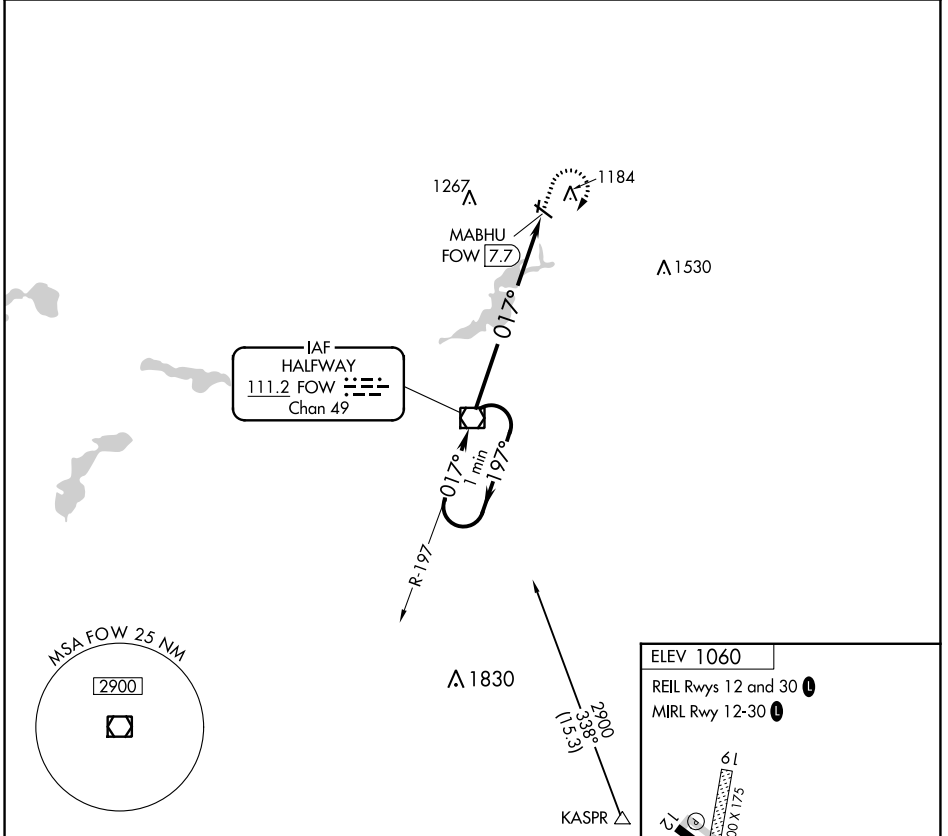 1267
1184
MABHU
FOW 7.7
1530
017°
IAF
HALFWAY
111.2 FOW
Chan 49
017°
1 min
197°
R-197
MSA FOW 25 NM
2900
1830
2900
338°
(15.3)
KASPR
ELEV 1060
REIL Rwys 12 and 30 L
MIRL Rwy 12-30 L
19
12
P
00 X 175